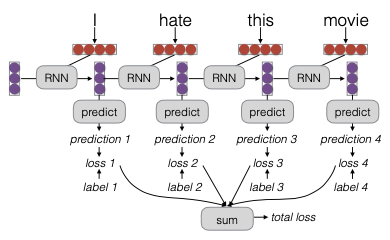 I hate this movie
RNN RNN RNN RNN
predict predict predict predict
prediction 1 prediction 2 prediction 3 prediction 4
loss 1 loss 2 loss 3 loss 4
label 1 label 2 label 3 label 4
sum total loss